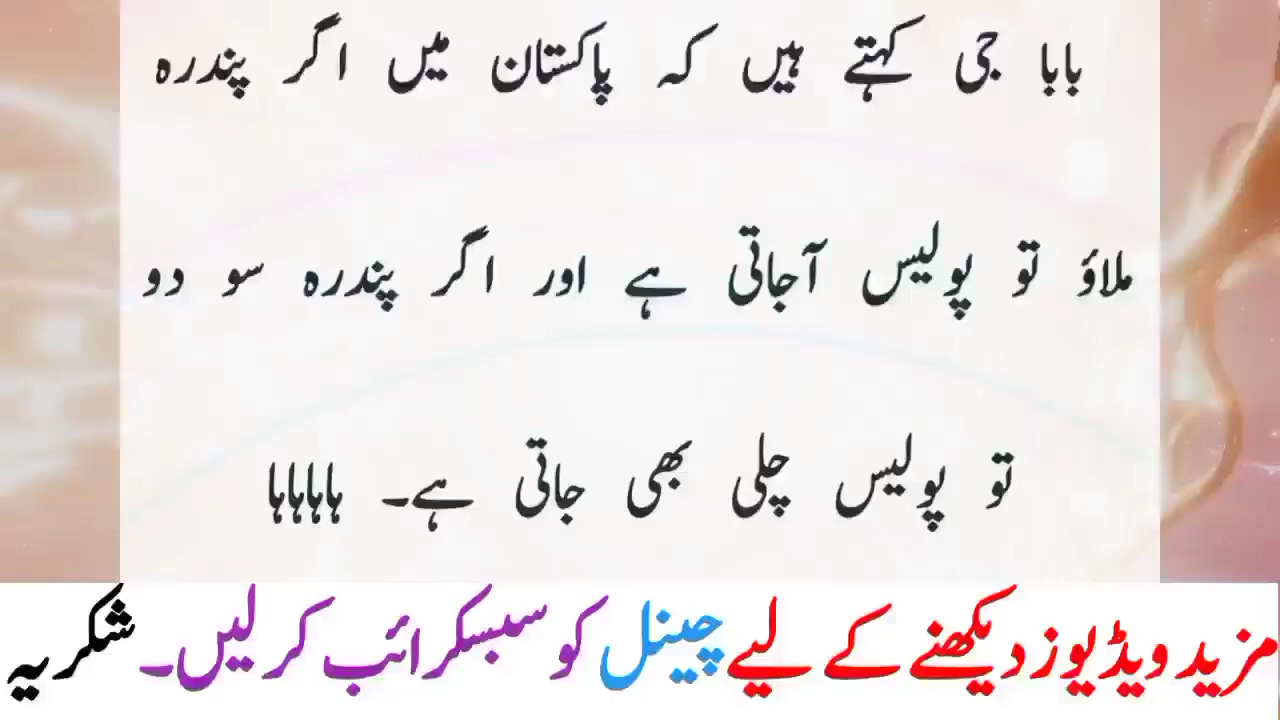 بابا جی کہتے ہیں کہ پاکستان میں اگر پندرہ
ملاؤ تو پولیس آجاتی ہے اور اگر پندرہ سو دو
تو پولیس چلی بھی جاتی ہے۔ ہاہاہاہا
مزید ویڈیوز دیکھنے کے لیے چینل کو سبسکرائب کرلیں۔ شکریہ